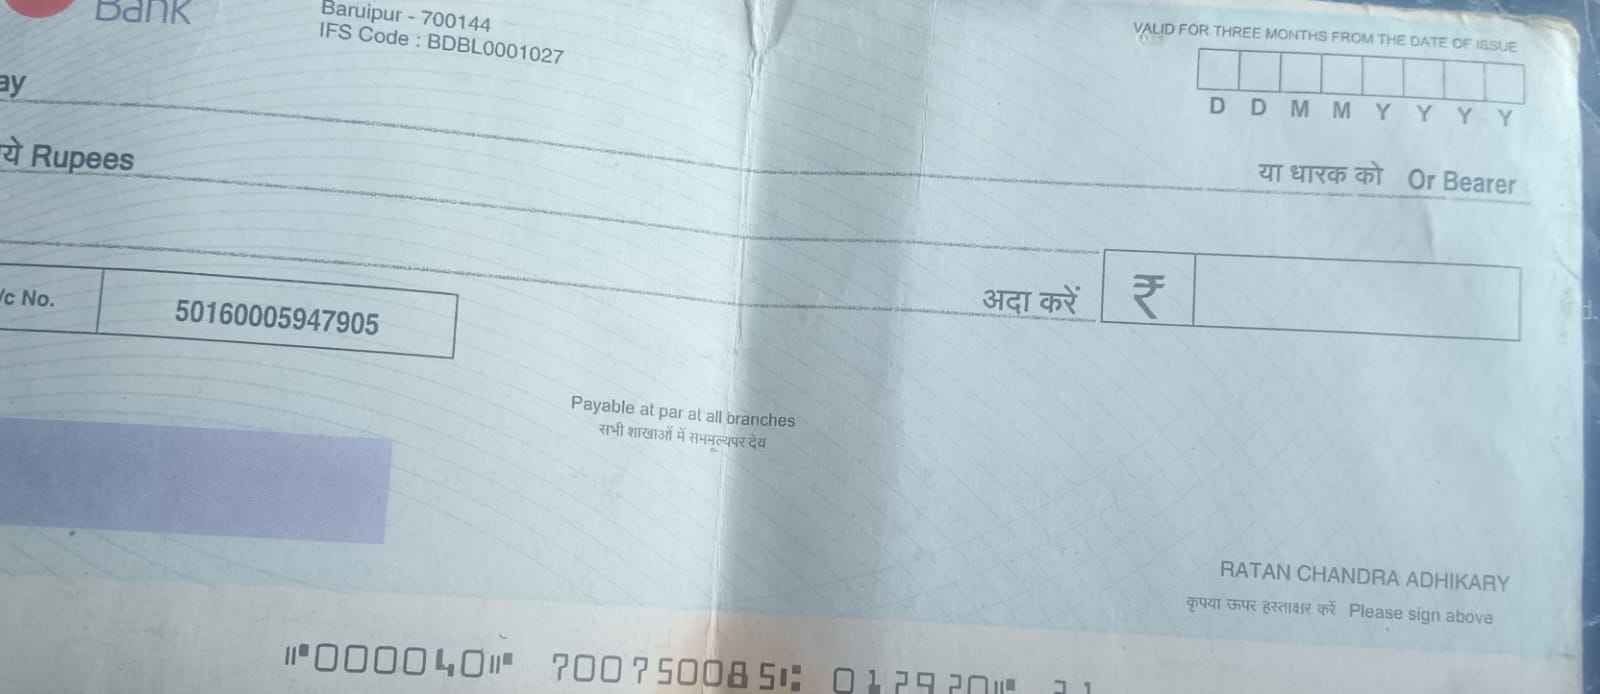 Bank
Baruipur - 700144
IFS Code : BDBL0001027
VALID FOR THREE MONTHS FROM THE DATE OF ISSUE
D D M M Y Y Y Y
ay
ये Rupees
या धारक को Or Bearer
अदा करें ₹
/c No. 50160005947905
Payable at par at all branches
सभी शाखाओं में सममूल्यपर देय
RATAN CHANDRA ADHIKARY
कृपया ऊपर हस्ताक्षर करें Please sign above
⑈000040⑈ 700750085⑆ 012920⑈ 31